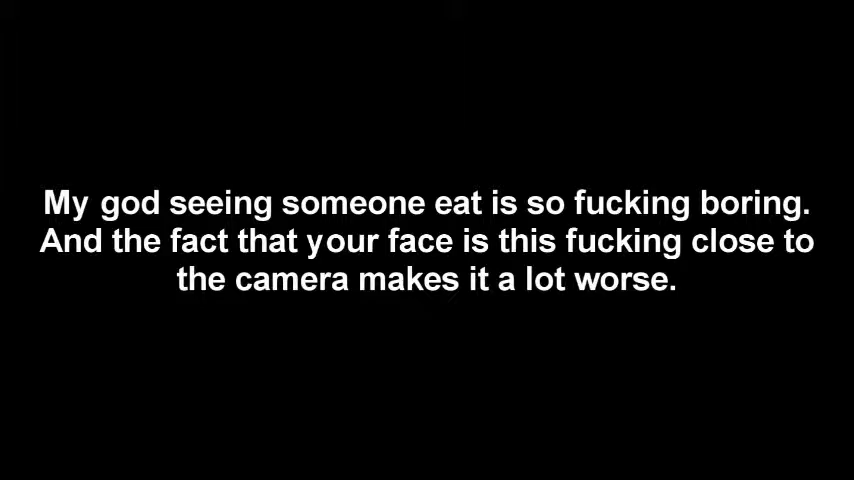 My god seeing someone eat is so fucking boring.
And the fact that your face is this fucking close to
the camera makes it a lot worse.